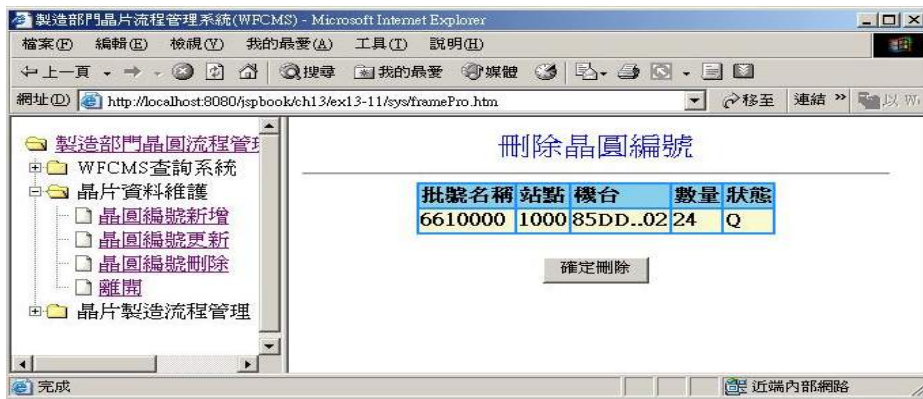 製造部門晶片流程管理系統(WFCMS) - Microsoft Internet Explorer
檔案(F) 編輯(E) 檢視(V) 我的最愛(A) 工具(T) 說明(H)
上一頁 搜尋 我的最愛 媒體
網址(D) http://localhost:8080/jspbook/ch13/ex13-11/sys/framePro.htm 移至 連結 »
製造部門晶圓流程管理
WFCMS查詢系統
晶片資料維護
晶圓編號新增
晶圓編號更新
晶圓編號刪除
離開
晶片製造流程管理
刪除晶圓編號
批號名稱 站點 機台 數量 狀態
6610000 1000 85DD..02 24 Q
確定刪除
完成 近端內部網路